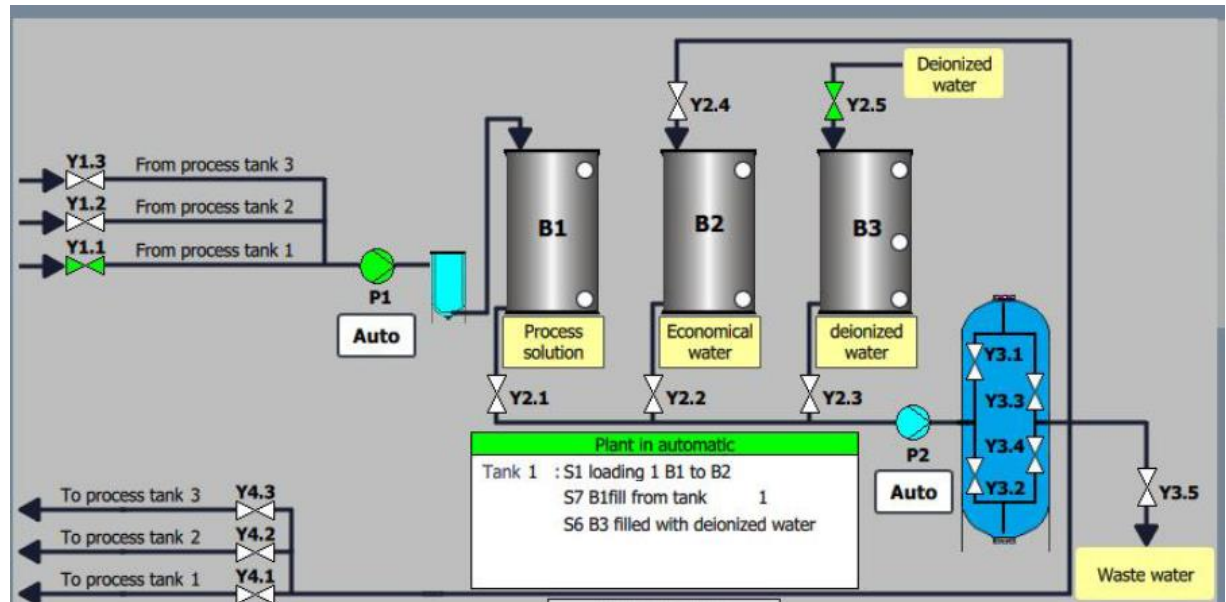 Deionized
water
Y2.4
Y2.5
Y1.3
From process tank 3
Y1.2
From process tank 2
Y1.1
From process tank 1
B1
B2
B3
P1
Auto
Process
solution
Economical
water
deionized
water
Y2.1
Y2.2
Y2.3
Y3.1
Y3.3
Y3.4
Y3.2
P2
Auto
Y3.5
Waste water
Plant in automatic
Tank 1 : S1 loading 1 B1 to B2
S7 B1fill from tank 1
S6 B3 filled with deionized water
To process tank 3
Y4.3
To process tank 2
Y4.2
To process tank 1
Y4.1